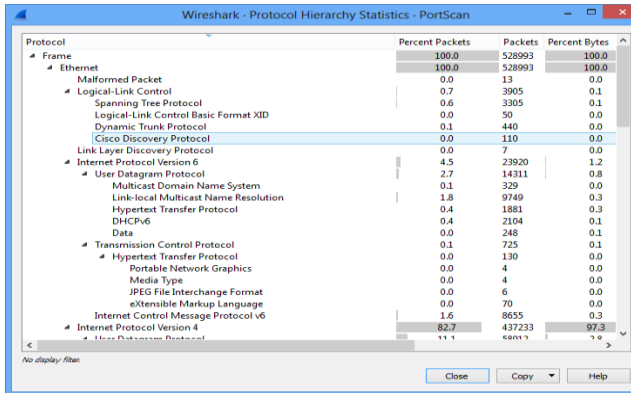 Wireshark · Protocol Hierarchy Statistics · PortScan
Protocol Percent Packets Packets Percent Bytes
Frame 100.0 528993 100.0
Ethernet 100.0 528993 100.0
Malformed Packet 0.0 13 0.0
Logical-Link Control 0.7 3905 0.1
Spanning Tree Protocol 0.6 3305 0.1
Logical-Link Control Basic Format XID 0.0 50 0.0
Dynamic Trunk Protocol 0.1 440 0.0
Cisco Discovery Protocol 0.0 110 0.0
Link Layer Discovery Protocol 0.0 7 0.0
Internet Protocol Version 6 4.5 23920 1.2
User Datagram Protocol 2.7 14311 0.8
Multicast Domain Name System 0.1 329 0.0
Link-local Multicast Name Resolution 1.8 9749 0.3
Hypertext Transfer Protocol 0.4 1881 0.3
DHCPv6 0.4 2104 0.1
Data 0.0 248 0.1
Transmission Control Protocol 0.1 725 0.1
Hypertext Transfer Protocol 0.0 130 0.0
Portable Network Graphics 0.0 4 0.0
Media Type 0.0 4 0.0
JPEG File Interchange Format 0.0 6 0.0
eXtensible Markup Language 0.0 70 0.0
Internet Control Message Protocol v6 1.6 8655 0.3
Internet Protocol Version 4 82.7 437233 97.3
User Datagram Protocol 11.1 58012 2.8
No display filter.
Close Copy Help